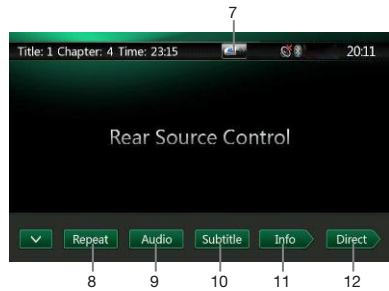 7
Title: 1 Chapter: 4 Time: 23:15 20:11
Rear Source Control
Repeat Audio Subtitle Info Direct
8 9 10 11 12